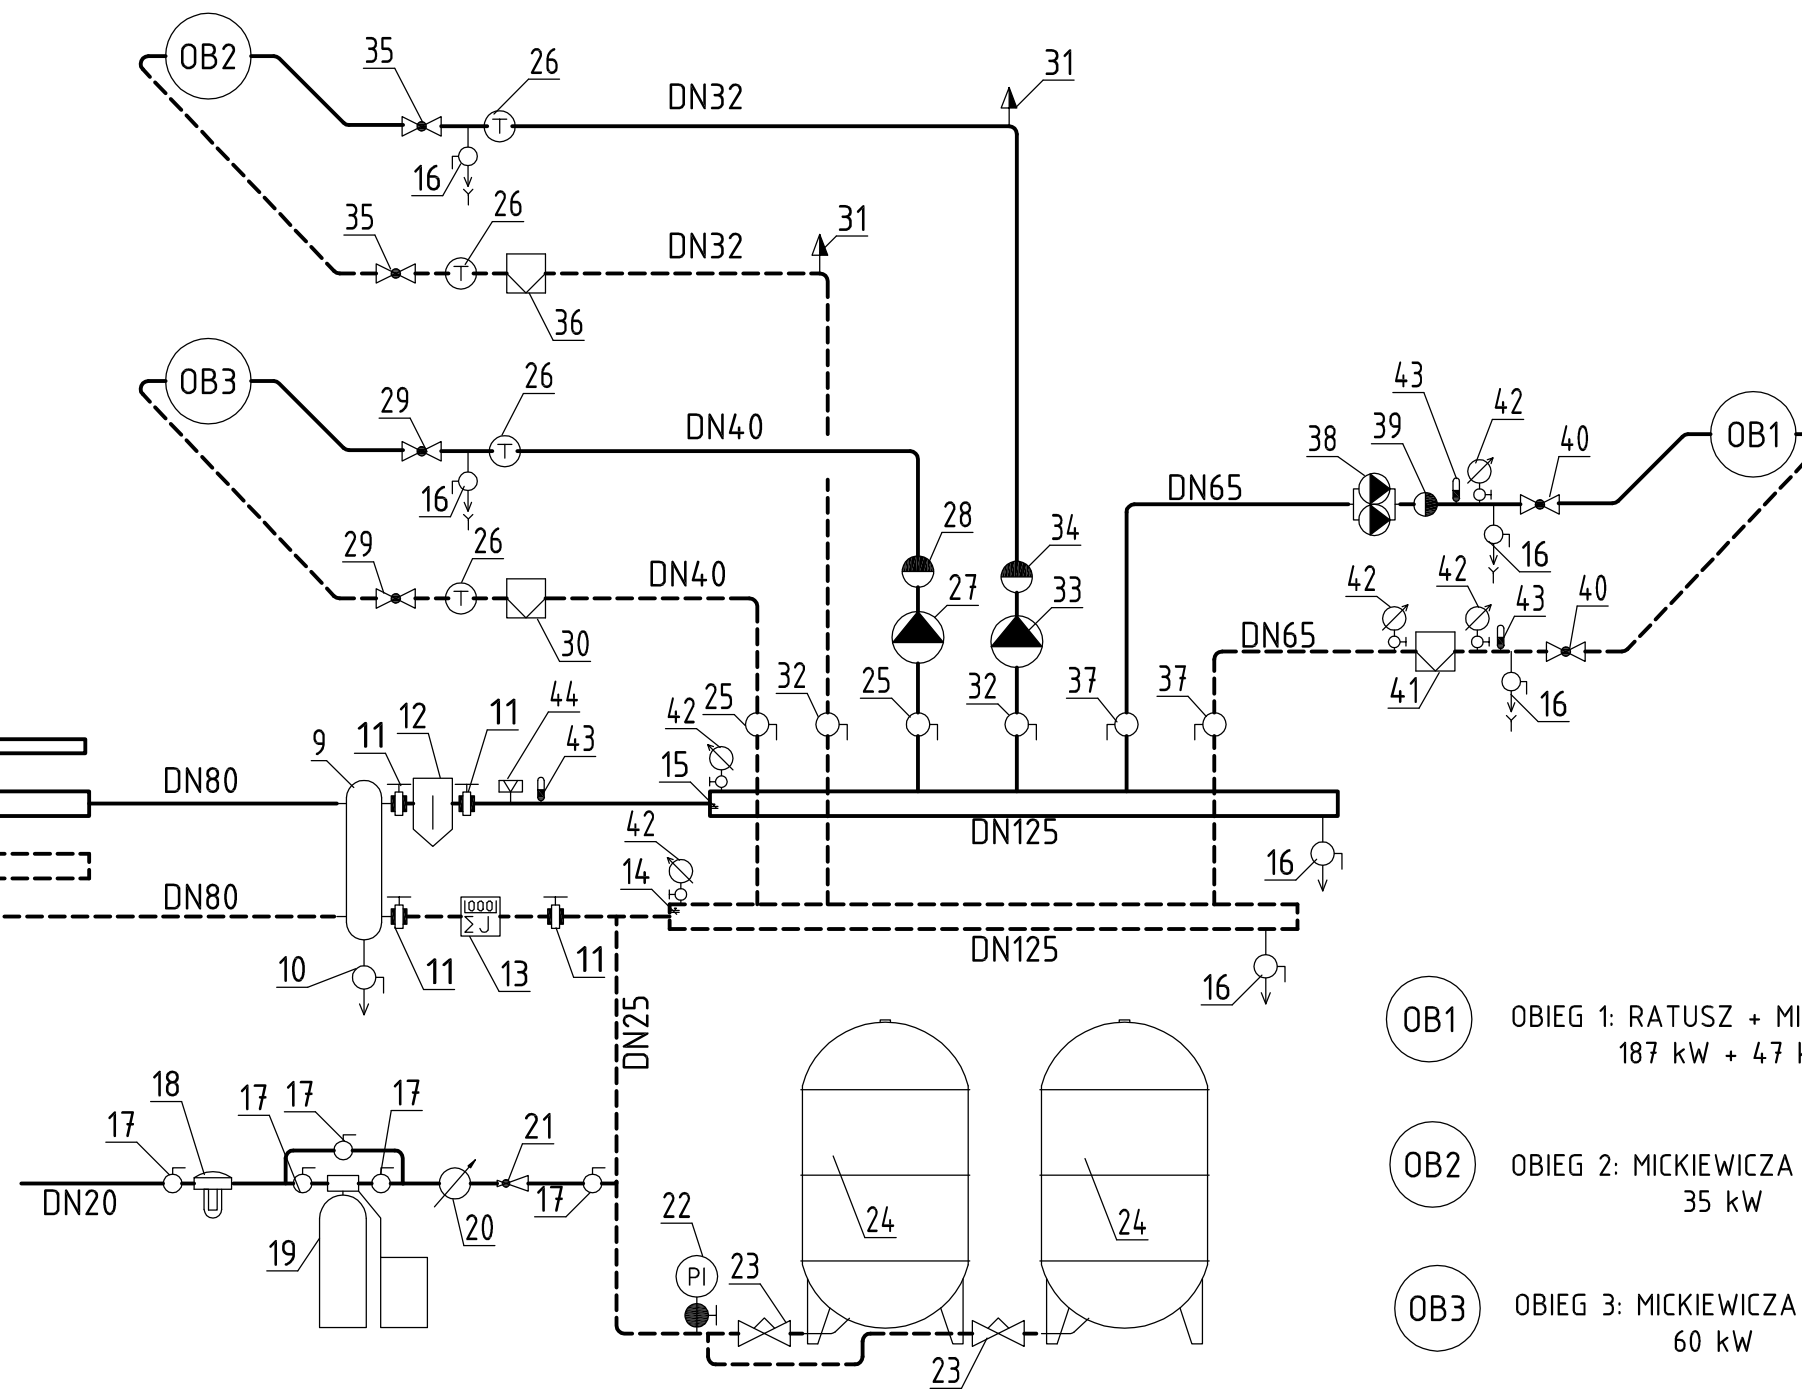 OB2
35
26
DN32
31
16
35
26
DN32
31
36
OB3
29
26
DN40
16
29
26
DN40
30
28
34
27
33
43
42
39
38
40
OB1
DN65
16
42
42
43
40
DN65
41
16
25
32
25
32
37
37
42
15
44
43
11
12
11
9
DN80
DN125
16
42
14
DN80
DN125
10
11
0001
ΣJ
13
11
16
DN25
OB1
OBIEG 1: RATUSZ + MI
187 kW + 47 k
18
17
17
17
17
21
DN20
17
19
20
22
PI
23
24
24
23
OB2
OBIEG 2: MICKIEWICZA
35 kW
OB3
OBIEG 3: MICKIEWICZA
60 kW